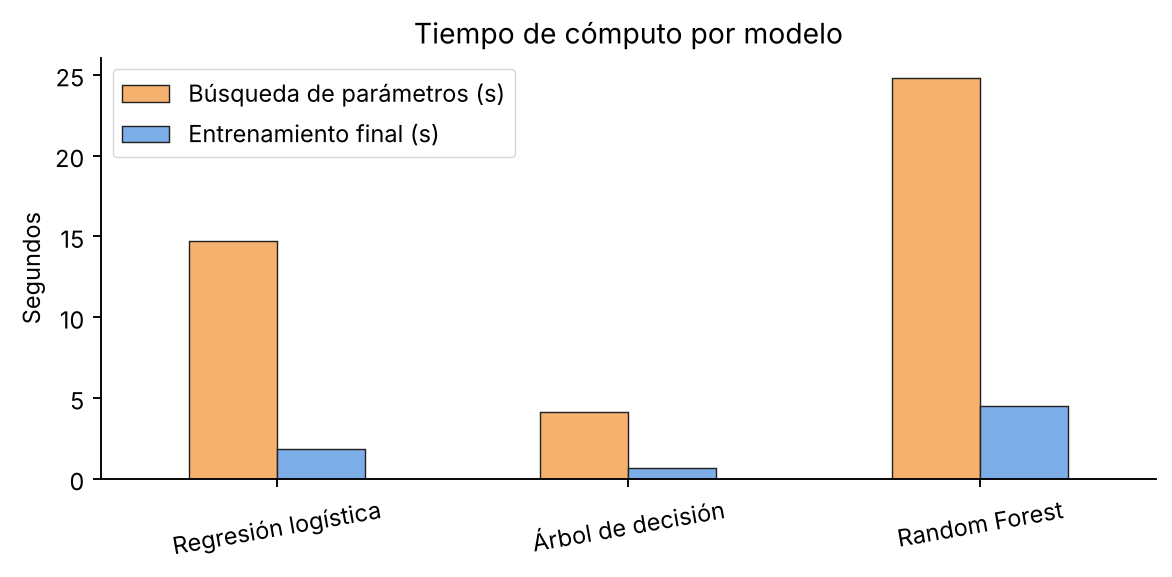 Tiempo de cómputo por modelo
Búsqueda de parámetros (s)
Entrenamiento final (s)
Segundos
25
20
15
10
5
0
Regresión logística
Árbol de decisión
Random Forest